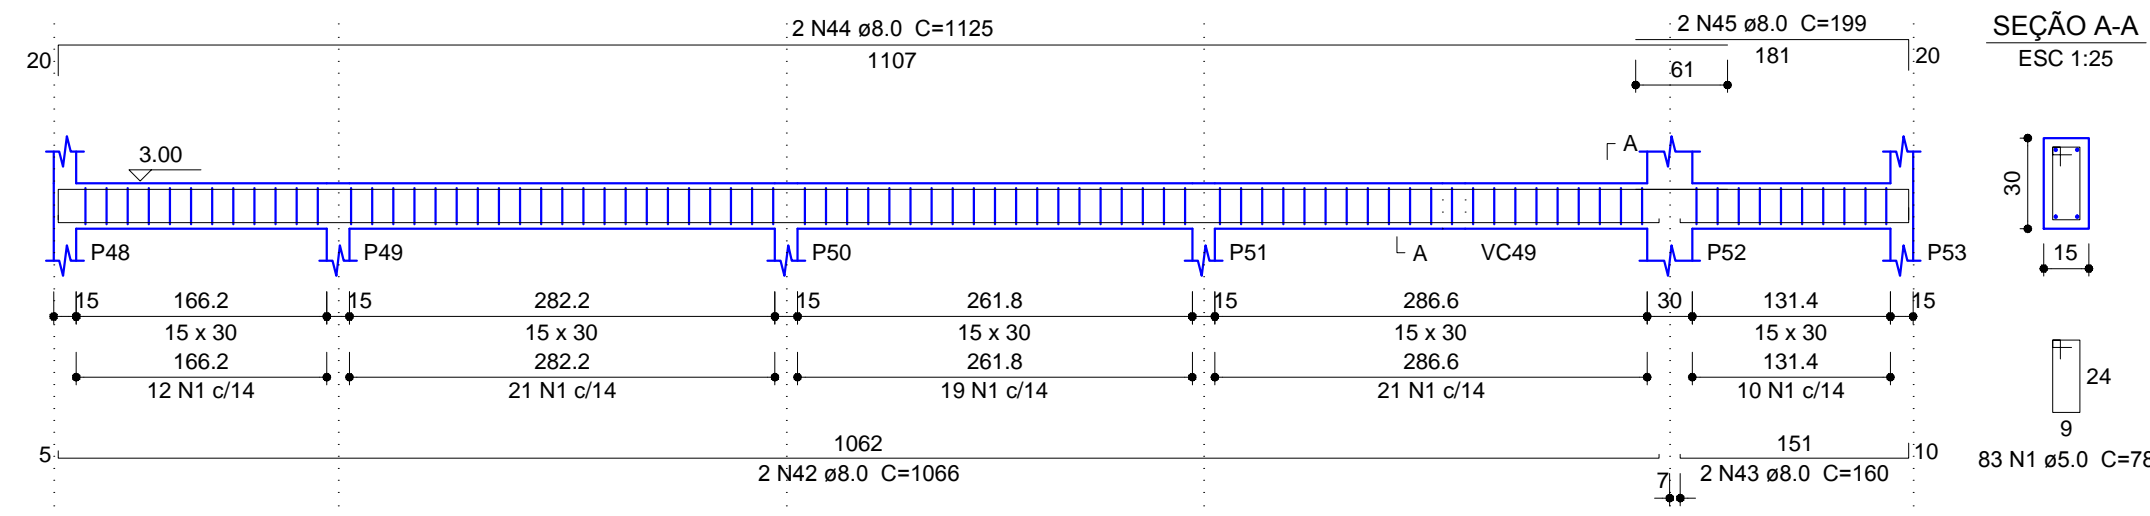 2 N44 ø8.0 C=1125
2 N45 ø8.0 C=199
SEÇÃO A-A
ESC 1:25
20
1107
181
20
61
3.00
A
30
P48
P49
P50
P51
A
VC49
P52
P53
15
15
166.2
15
282.2
15
261.8
15
286.6
30
131.4
15
15 x 30
15 x 30
15 x 30
15 x 30
15 x 30
166.2
282.2
261.8
286.6
131.4
12 N1 c/14
21 N1 c/14
19 N1 c/14
21 N1 c/14
10 N1 c/14
24
9
5
1062
151
10
83 N1 ø5.0 C=78
2 N42 ø8.0 C=1066
7
2 N43 ø8.0 C=160